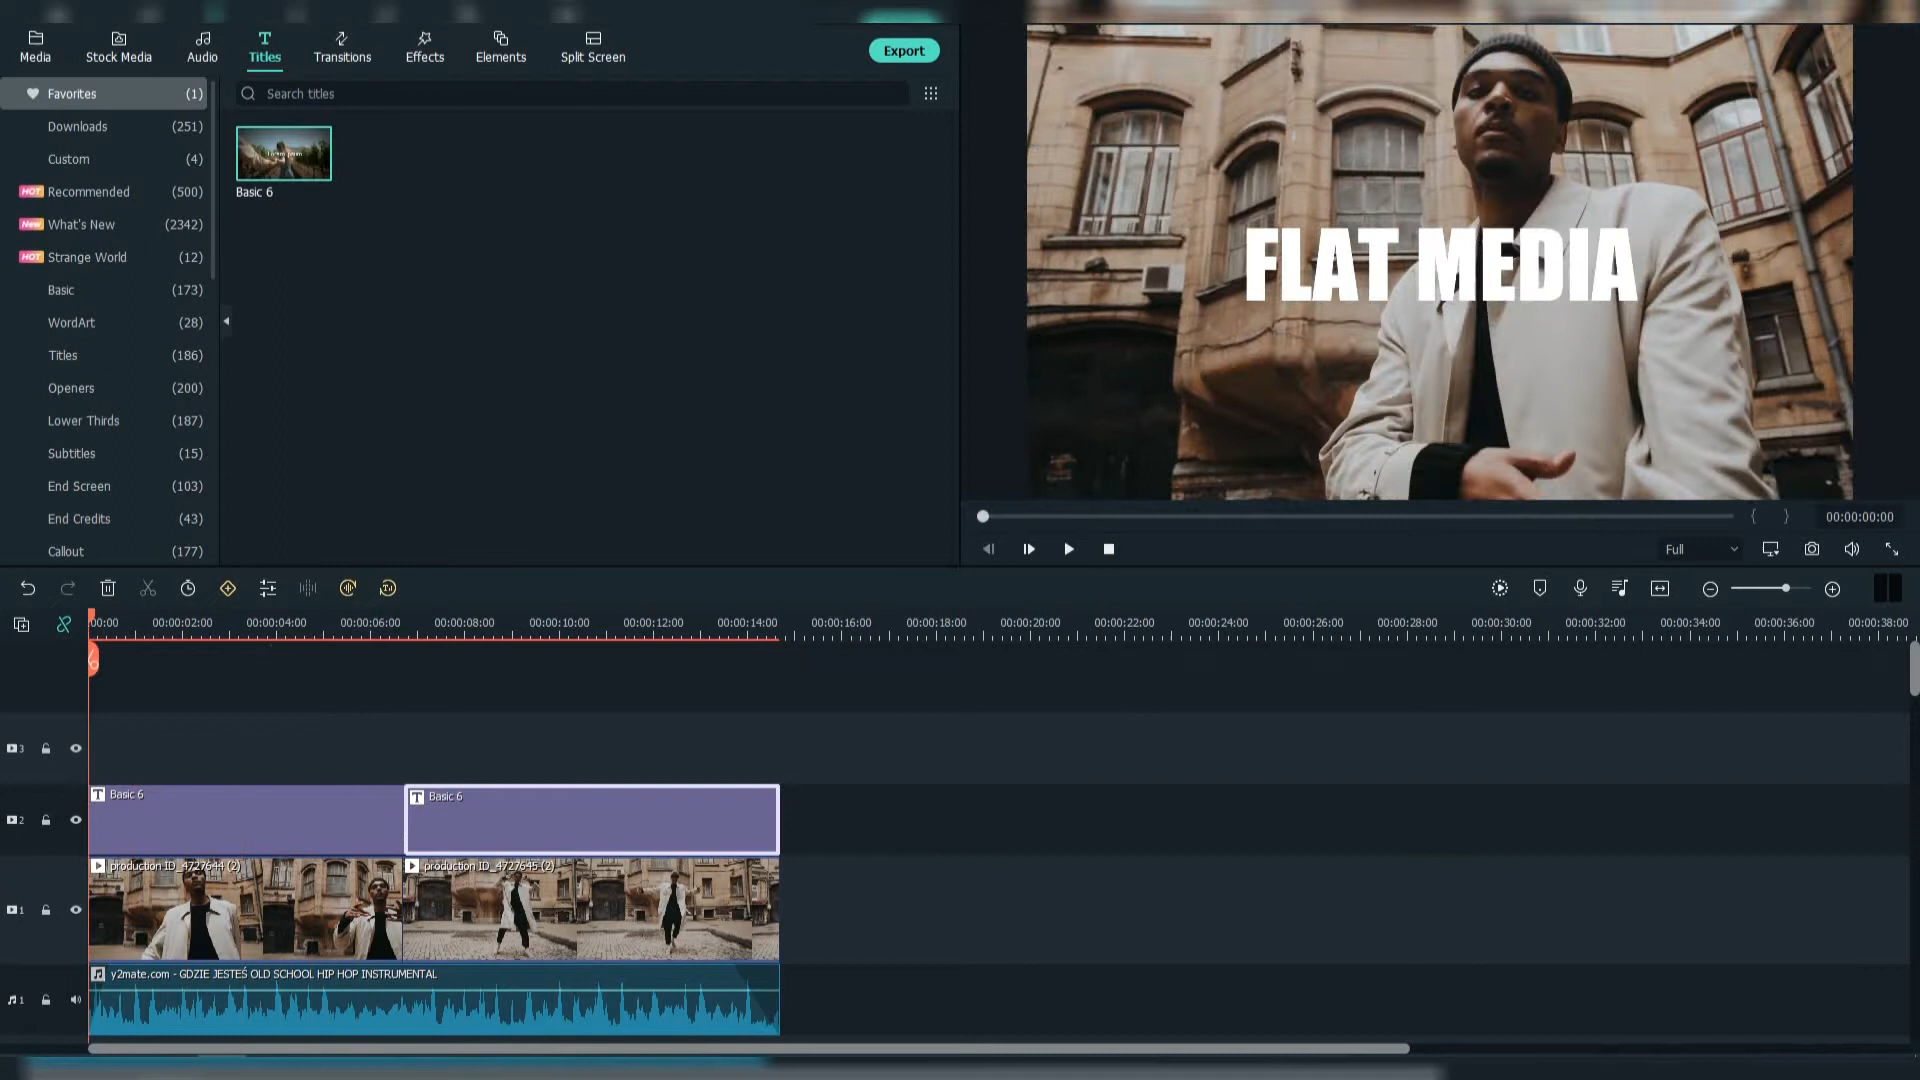 Media
Stock Media
Audio
Titles
Transitions
Effects
Elements
Split Screen
Export
Favorites (1)
Downloads (251)
Custom (4)
HOT Recommended (500)
New What's New (2342)
HOT Strange World (12)
Basic (173)
WordArt (28)
Titles (186)
Openers (200)
Lower Thirds (187)
Subtitles (15)
End Screen (103)
End Credits (43)
Callout (177)
Search titles
Lorem Ipsum
Basic 6
FLAT MEDIA
{ } 00:00:00:00
Full
00:00 00:00:02:00 00:00:04:00 00:00:06:00 00:00:08:00 00:00:10:00 00:00:12:00 00:00:14:00 00:00:16:00 00:00:18:00 00:00:20:00 00:00:22:00 00:00:24:00 00:00:26:00 00:00:28:00 00:00:30:00 00:00:32:00 00:00:34:00 00:00:36:00 00:00:38:00
3
2
T Basic 6
T Basic 6
1
production ID_4727644 (2)
production ID_4727645 (2)
1
y2mate.com - GDZIE JESTEŚ OLD SCHOOL HIP HOP INSTRUMENTAL